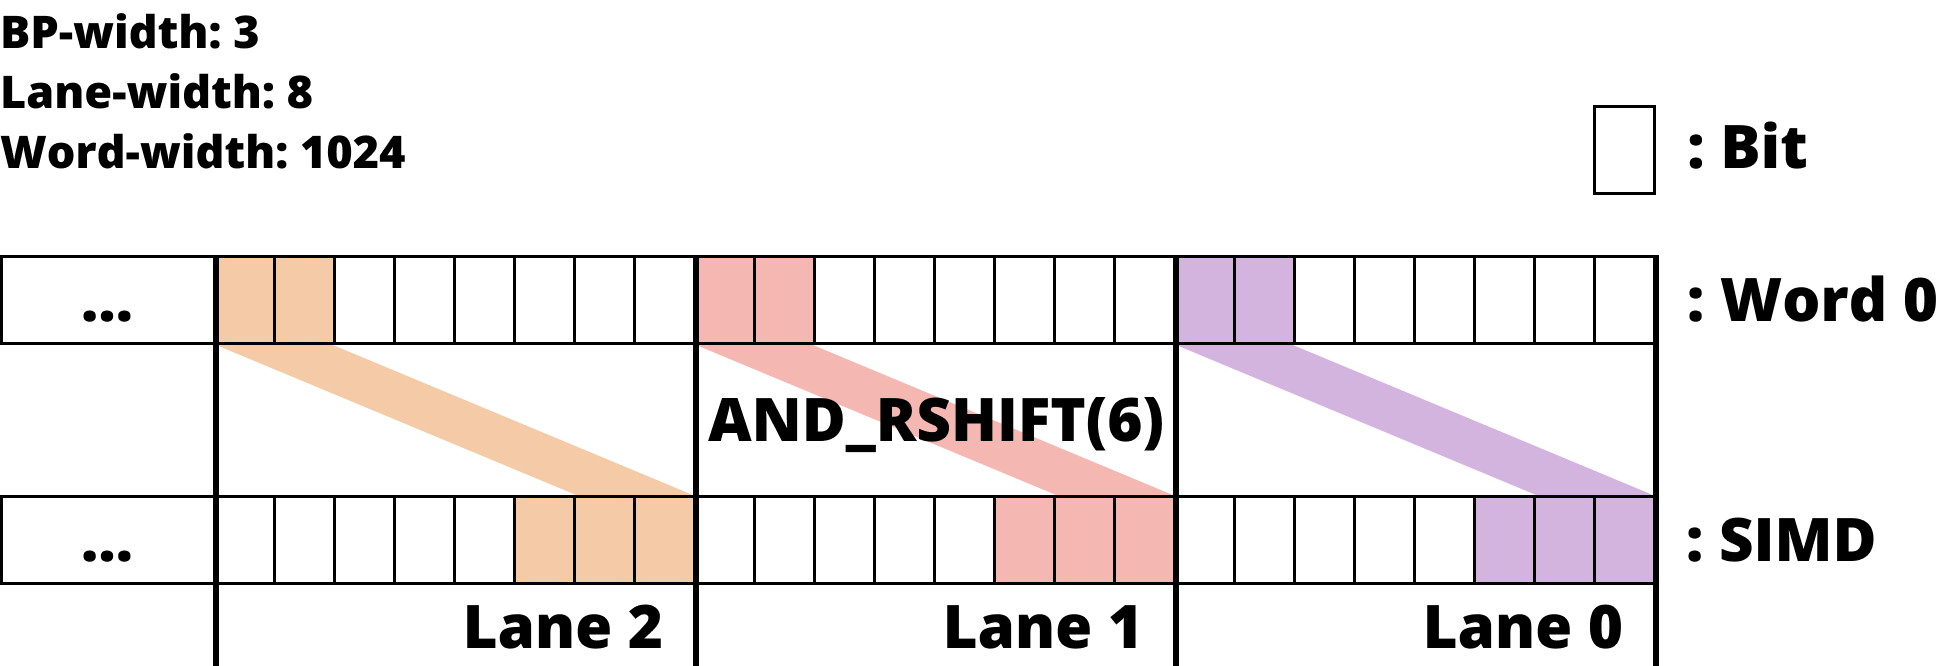 BP-width: 3
Lane-width: 8
Word-width: 1024
: Bit
... : Word 0
AND_RSHIFT(6)
... : SIMD
Lane 2 Lane 1 Lane 0